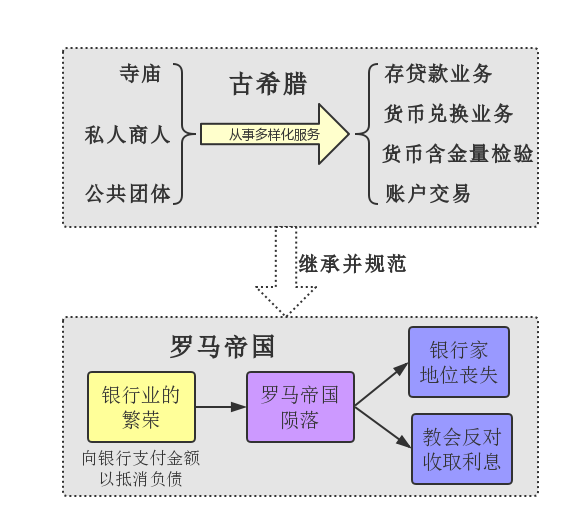 古希腊
寺庙
私人商人
公共团体
从事多样化服务
存贷款业务
货币兑换业务
货币含金量检验
账户交易
继承并规范
罗马帝国
银行业的
繁荣
向银行支付金额
以抵消负债
罗马帝国
陨落
银行家
地位丧失
教会反对
收取利息